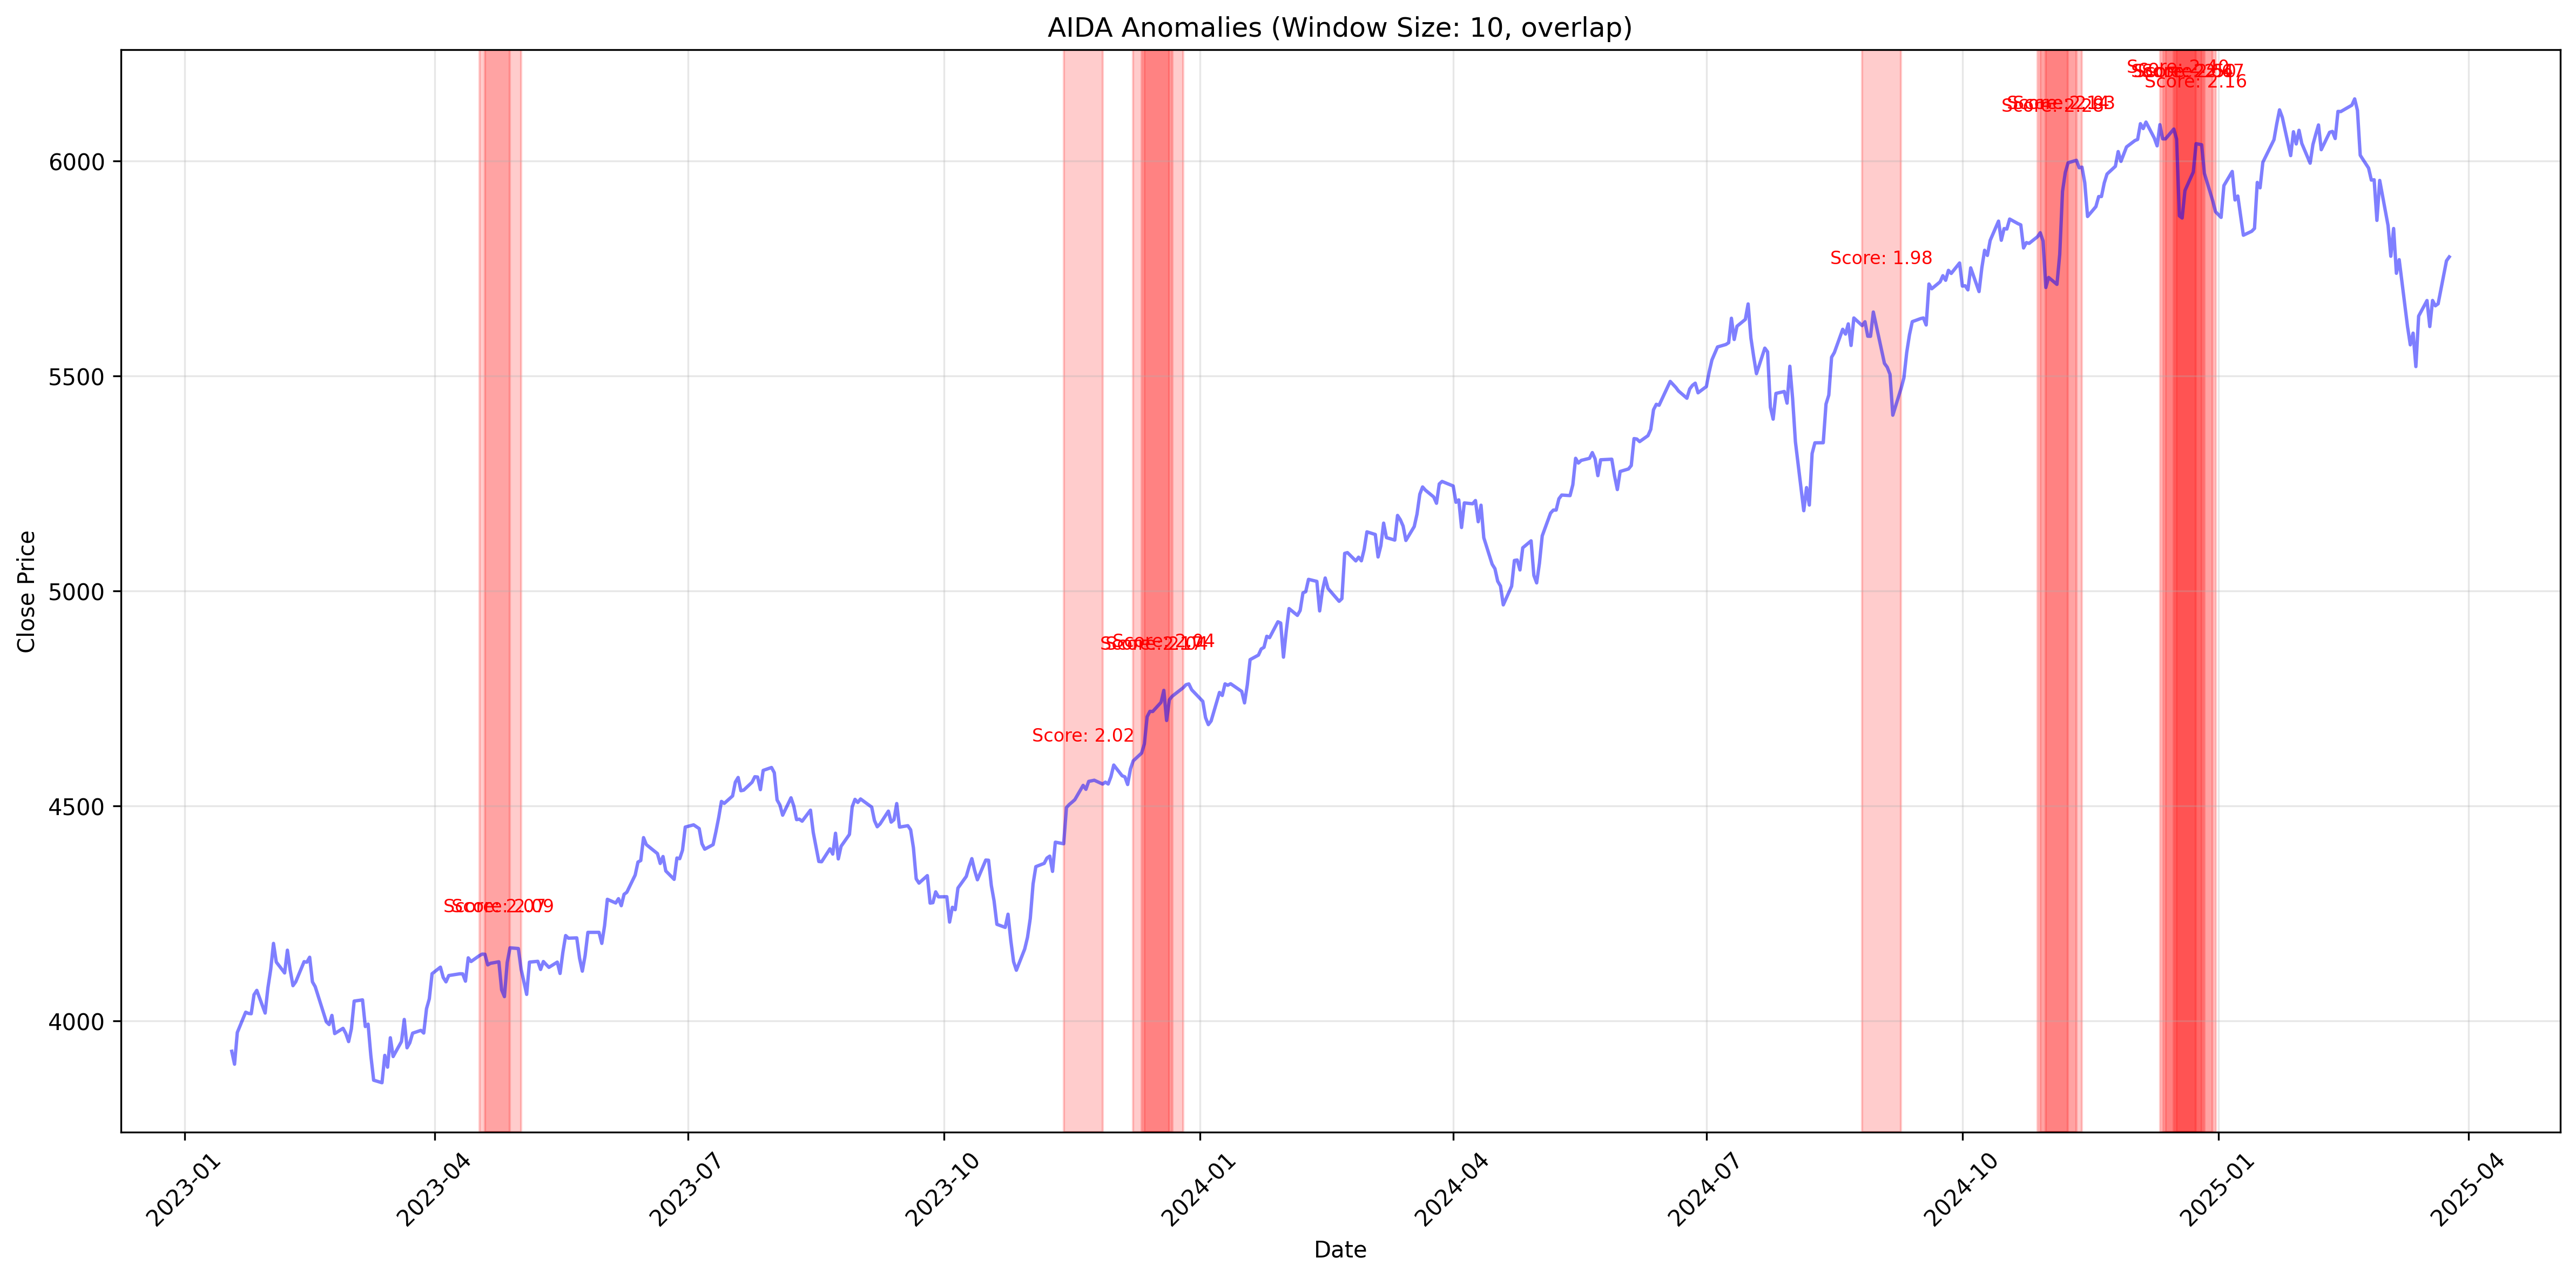 AIDA Anomalies (Window Size: 10, overlap)
Score: 2.16
Score: 1.98
Score: 2.02
6000
5500
5000
4500
4000
Close Price
2023-01
2023-04
2023-07
2023-10
2024-01
2024-04
2024-07
2024-10
2025-01
2025-04
Date